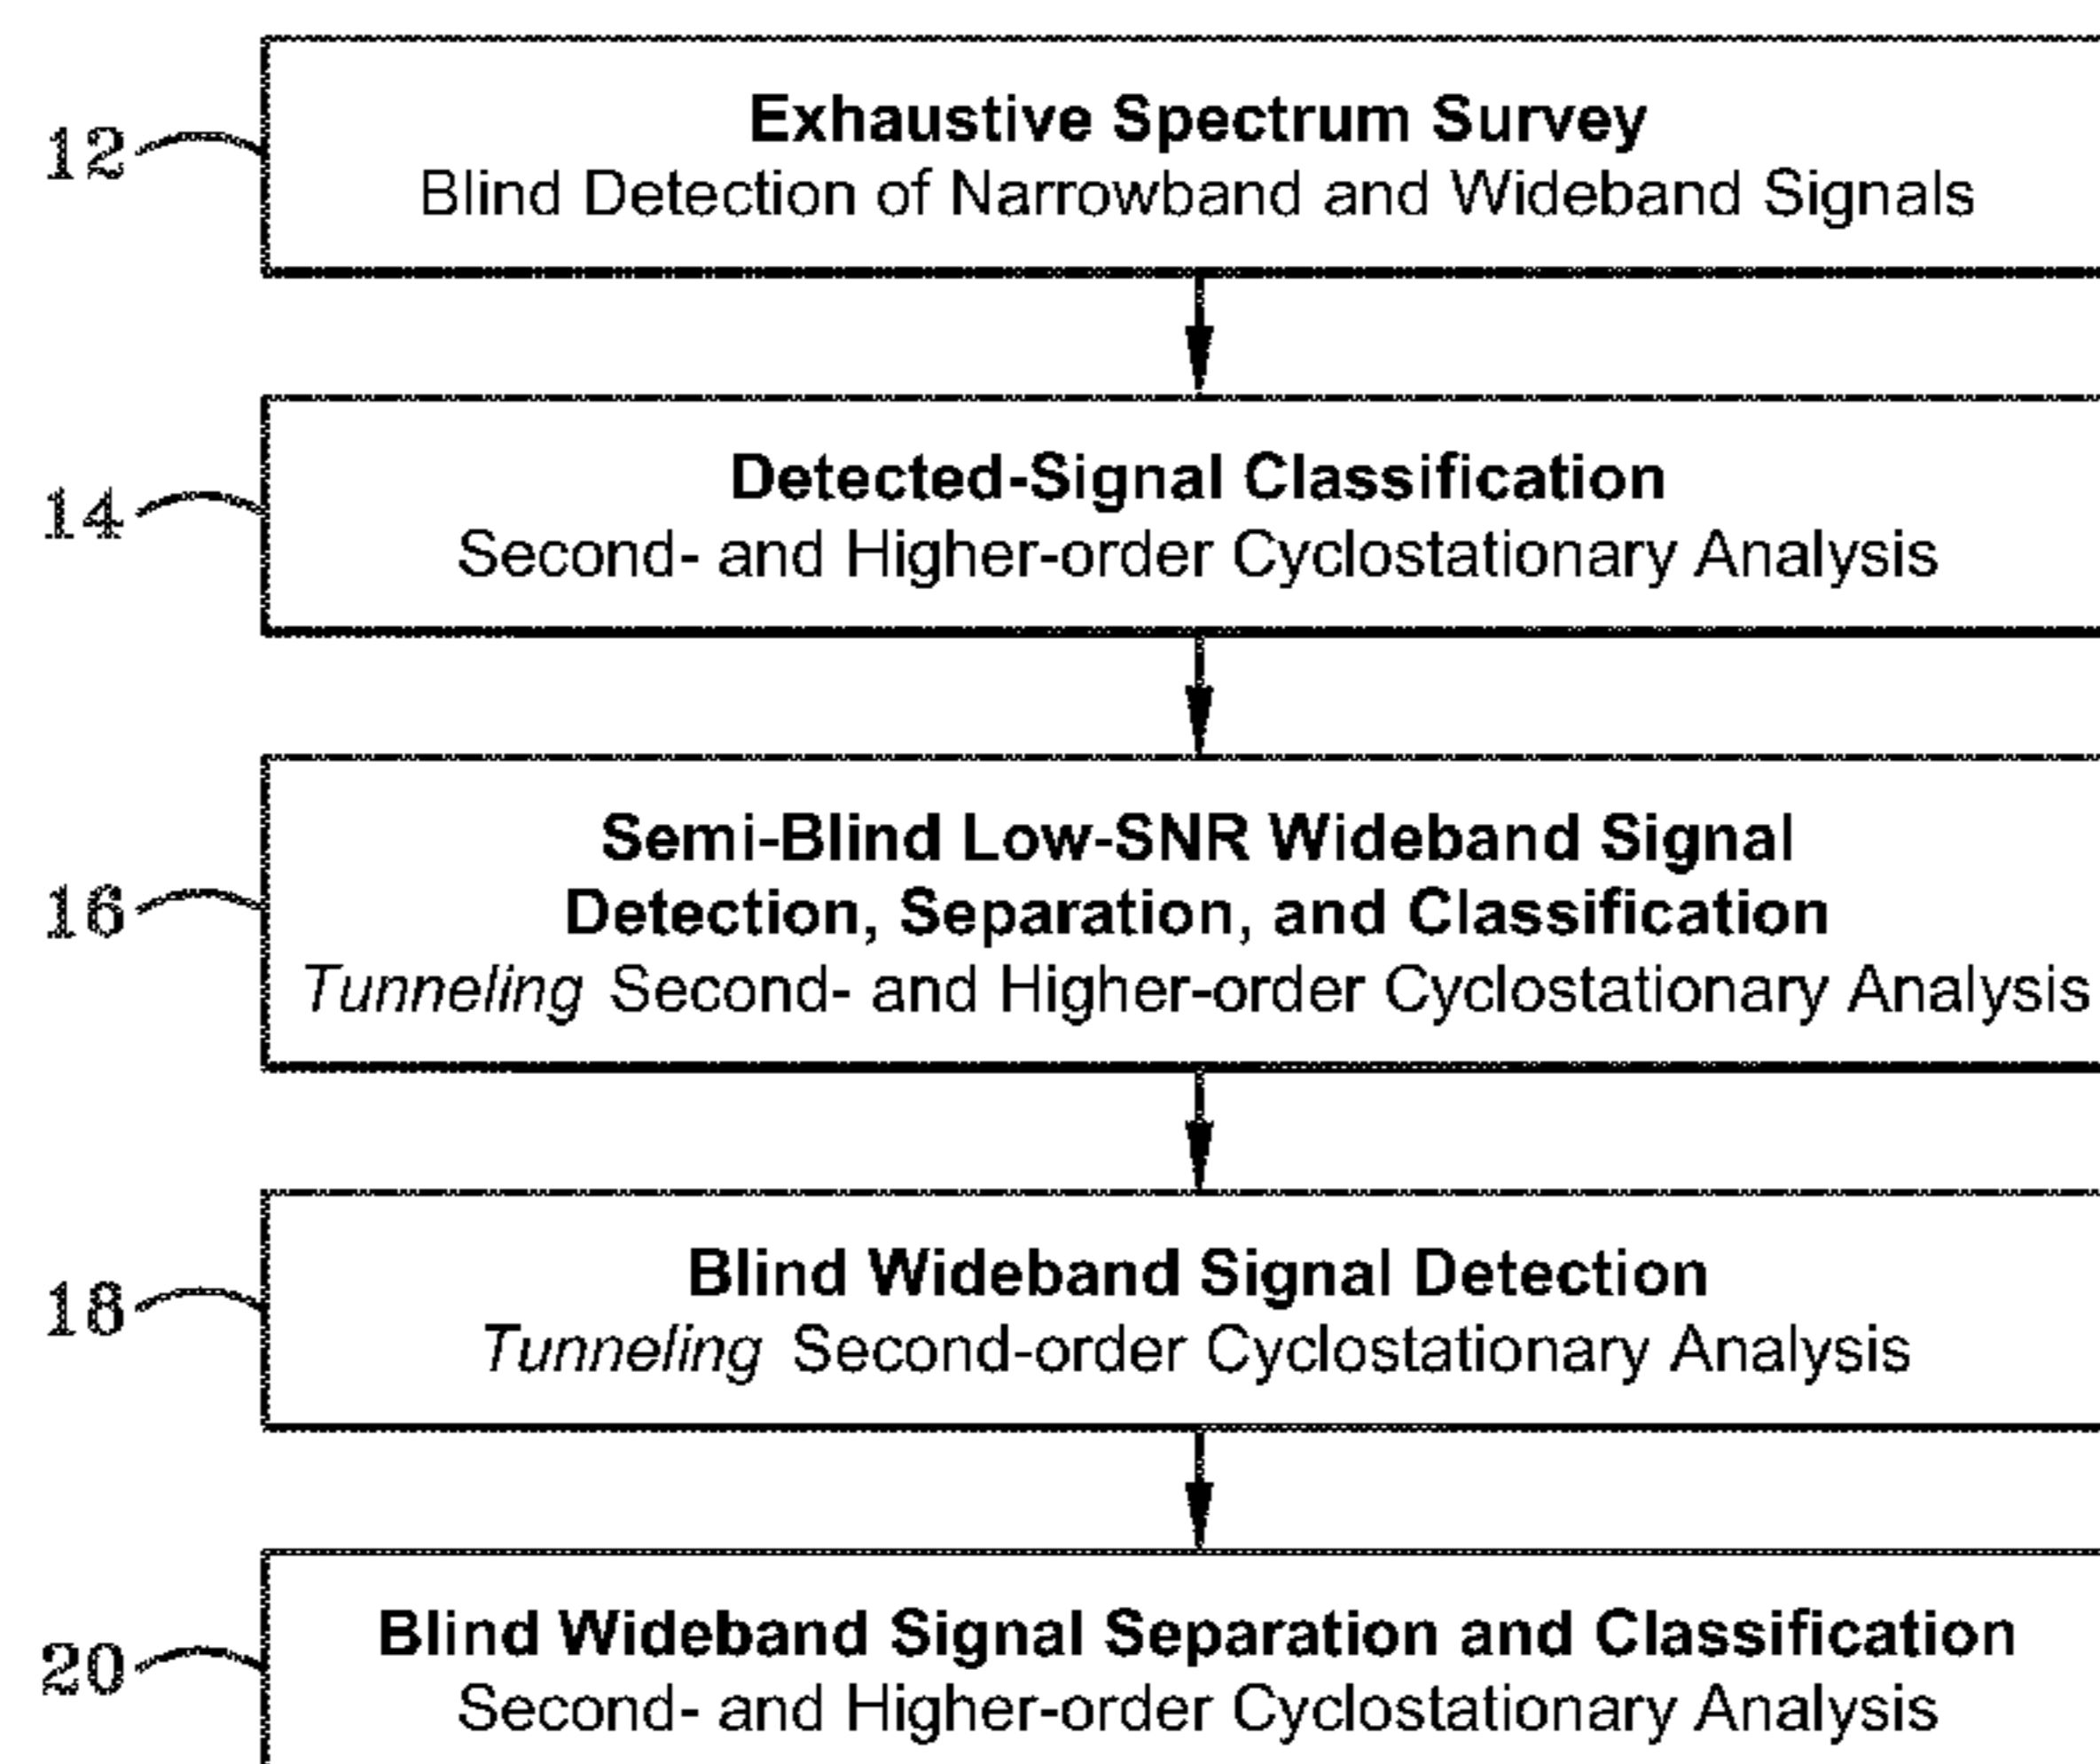 12
Exhaustive Spectrum Survey
Blind Detection of Narrowband and Wideband Signals
14
Detected-Signal Classification
Second- and Higher-order Cyclostationary Analysis
16
Semi-Blind Low-SNR Wideband Signal
Detection, Separation, and Classification
Tunneling Second- and Higher-order Cyclostationary Analysis
18
Blind Wideband Signal Detection
Tunneling Second-order Cyclostationary Analysis
20
Blind Wideband Signal Separation and Classification
Second- and Higher-order Cyclostationary Analysis